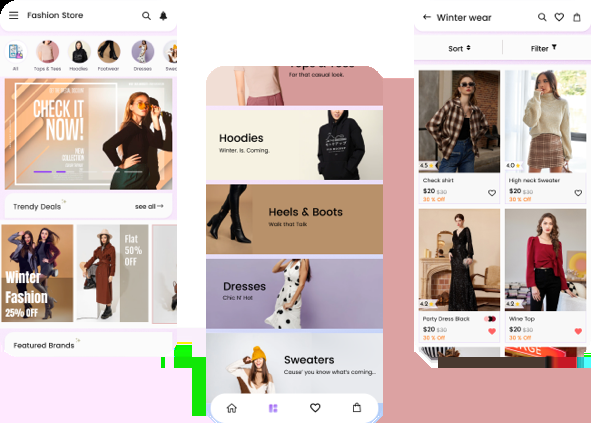 Fashion Store
All
Tops & Tees
Hoodies
Footwear
Dresses
CHECK IT
NOW!
NEW
COLLECTION
Trendy Deals
see all
Winter
Fashion
25% OFF
Flat
50%
OFF
Featured Brands
Tops & Tees
For that casual look.
Hoodies
Winter. Is. Coming.
Heels & Boots
Walk that Talk
Dresses
Chic N' Hot
Sweaters
Cause' you know what's coming...
Winter wear
Sort
Filter
4.5
4.0
Check shirt
$20 $30
30 % Off
High neck Sweater
$20 $30
30 % Off
4.2
4.2
Party Dress Black
$20 $30
30 % Off
Wine Top
$20 $30
30 % Off